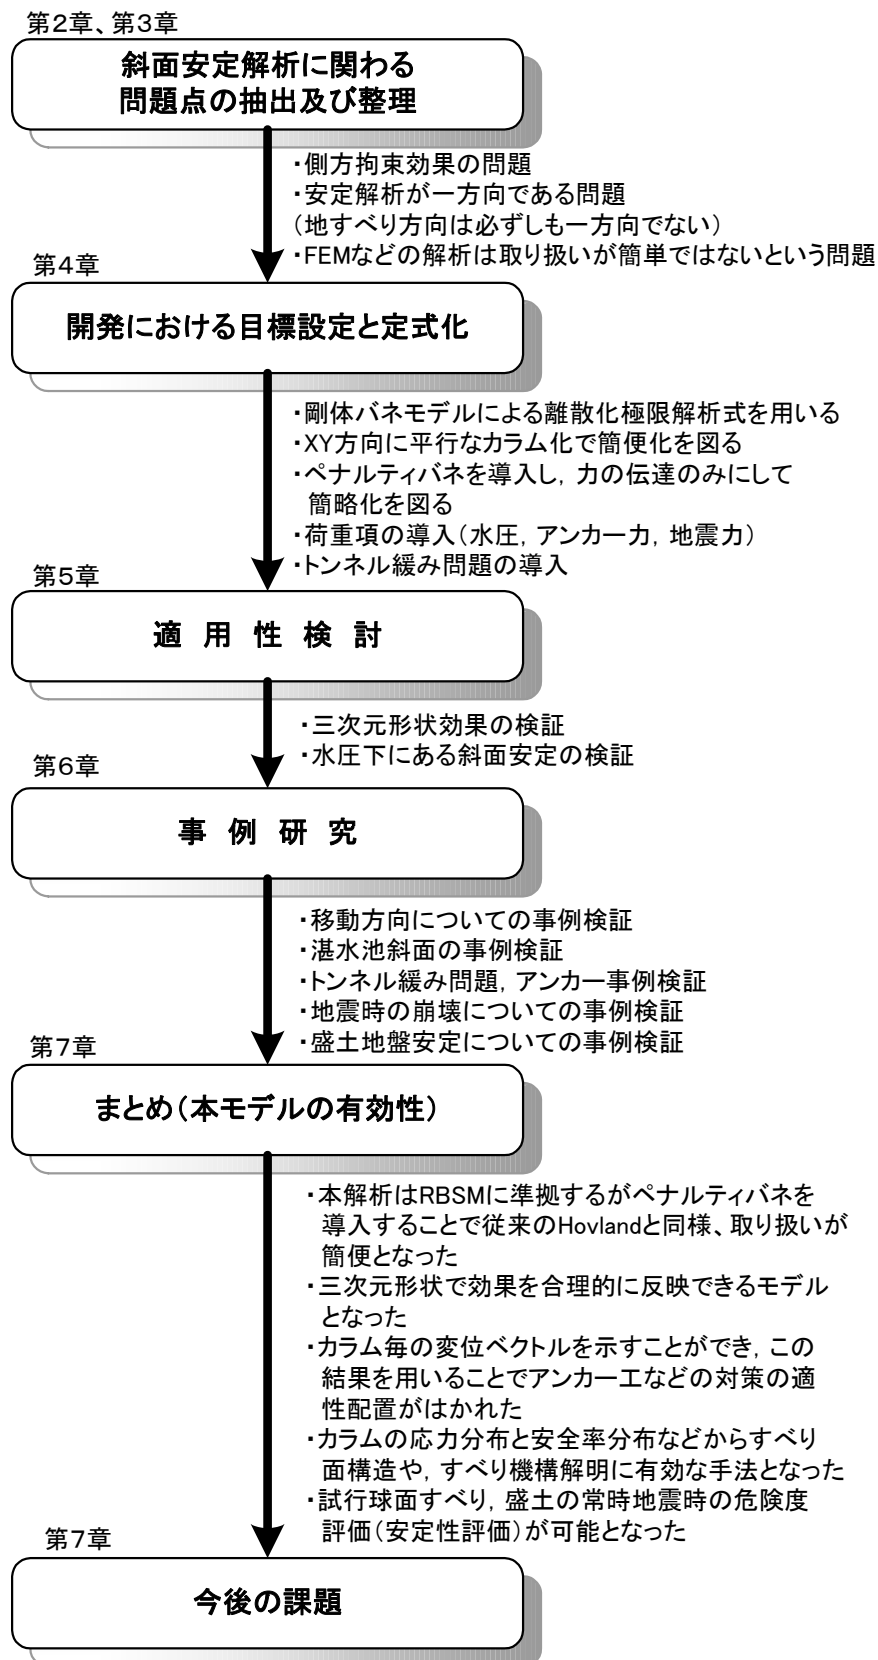 第２章、第３章
斜面安定解析に関わる
問題点の抽出及び整理
・側方拘束効果の問題
・安定解析が一方向である問題
（地すべり方向は必ずしも一方向でない）
・FEMなどの解析は取り扱いが簡単ではないという問題
第４章
開発における目標設定と定式化
・剛体バネモデルによる離散化極限解析式を用いる
・XY方向に平行なカラム化で簡便化を図る
・ペナルティバネを導入し，力の伝達のみにして
簡略化を図る
・荷重項の導入（水圧，アンカー力，地震力）
・トンネル緩み問題の導入
第５章
適 用 性 検 討
・三次元形状効果の検証
・水圧下にある斜面安定の検証
第６章
事 例 研 究
・移動方向についての事例検証
・湛水池斜面の事例検証
・トンネル緩み問題，アンカー事例検証
・地震時の崩壊についての事例検証
・盛土地盤安定についての事例検証
第７章
まとめ（本モデルの有効性）
・本解析はRBSMに準拠するがペナルティバネを
導入することで従来のHovlandと同様、取り扱いが
簡便となった
・三次元形状で効果を合理的に反映できるモデル
となった
・カラム毎の変位ベクトルを示すことができ，この
結果を用いることでアンカー工などの対策の適
性配置がはかれた
・カラムの応力分布と安全率分布などからすべり
面構造や，すべり機構解明に有効な手法となった
・試行球面すべり，盛土の常時地震時の危険度
評価（安定性評価）が可能となった
第７章
今後の課題